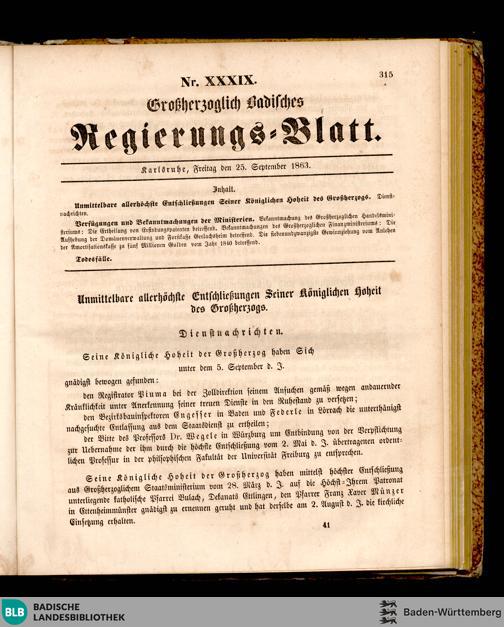 315
Nr. XXXIX.
Großherzoglich Badisches
Regierungs-Blatt.
Karlsruhe, Freitag den 25. September 1863.
Inhalt.
Unmittelbare allerhöchste Entschließungen Seiner Königlichen Hoheit des Großherzogs. Dienst-
nachrichten.
Verfügungen und Bekanntmachungen der Ministerien. Bekanntmachung des Großherzoglichen Handelsmini-
steriums: Die Ertheilung von Erfindungspatenten betreffend. Bekanntmachungen des Großherzoglichen Finanzministeriums: Die
Aufhebung der Domänenverwaltung und Forstkasse Gerlachsheim betreffend. Die siebenundzwanzigste Gewinnziehung vom Anlehen
der Amortisationskasse zu fünf Millionen Gulden vom Jahr 1840 betreffend.
Todesfälle.
Unmittelbare allerhöchste Entschließungen Seiner Königlichen Hoheit
des Großherzogs.
Dienstnachrichten.
Seine Königliche Hoheit der Großherzog haben Sich
unter dem 5. September d. J.
gnädigst bewogen gefunden:
den Registrator Piuma bei der Zolldirektion seinem Ansuchen gemäß wegen andauernder
Kränklichkeit unter Anerkennung seiner treuen Dienste in den Ruhestand zu versetzen;
den Bezirksbauinspektoren Engesser in Baden und Federle in Lörrach die unterthänigst
nachgesuchte Entlassung aus dem Staatsdienst zu ertheilen;
der Bitte des Professors Dr. Wegele in Würzburg um Entbindung von der Verpflichtung
zur Uebernahme der ihm durch die höchste Entschließung vom 2. Mai d. J. übertragenen ordent-
lichen Professur in der philosophischen Fakultät der Universität Freiburg zu entsprechen.
Seine Königliche Hoheit der Großherzog haben mittelst höchster Entschließung
aus Großherzoglichem Staatsministerium vom 28. März d. J. auf die Höchst-Ihrem Patronat
unterliegende katholische Pfarrei Bulach, Dekanats Ettlingen, den Pfarrer Franz Xaver Münzer
in Ettenheimmünster gnädigst zu ernennen geruht und hat derselbe am 2. August d. J. die kirchliche
Einsetzung erhalten.
41
BLB
BADISCHE
LANDESBIBLIOTHEK
Baden-Württemberg